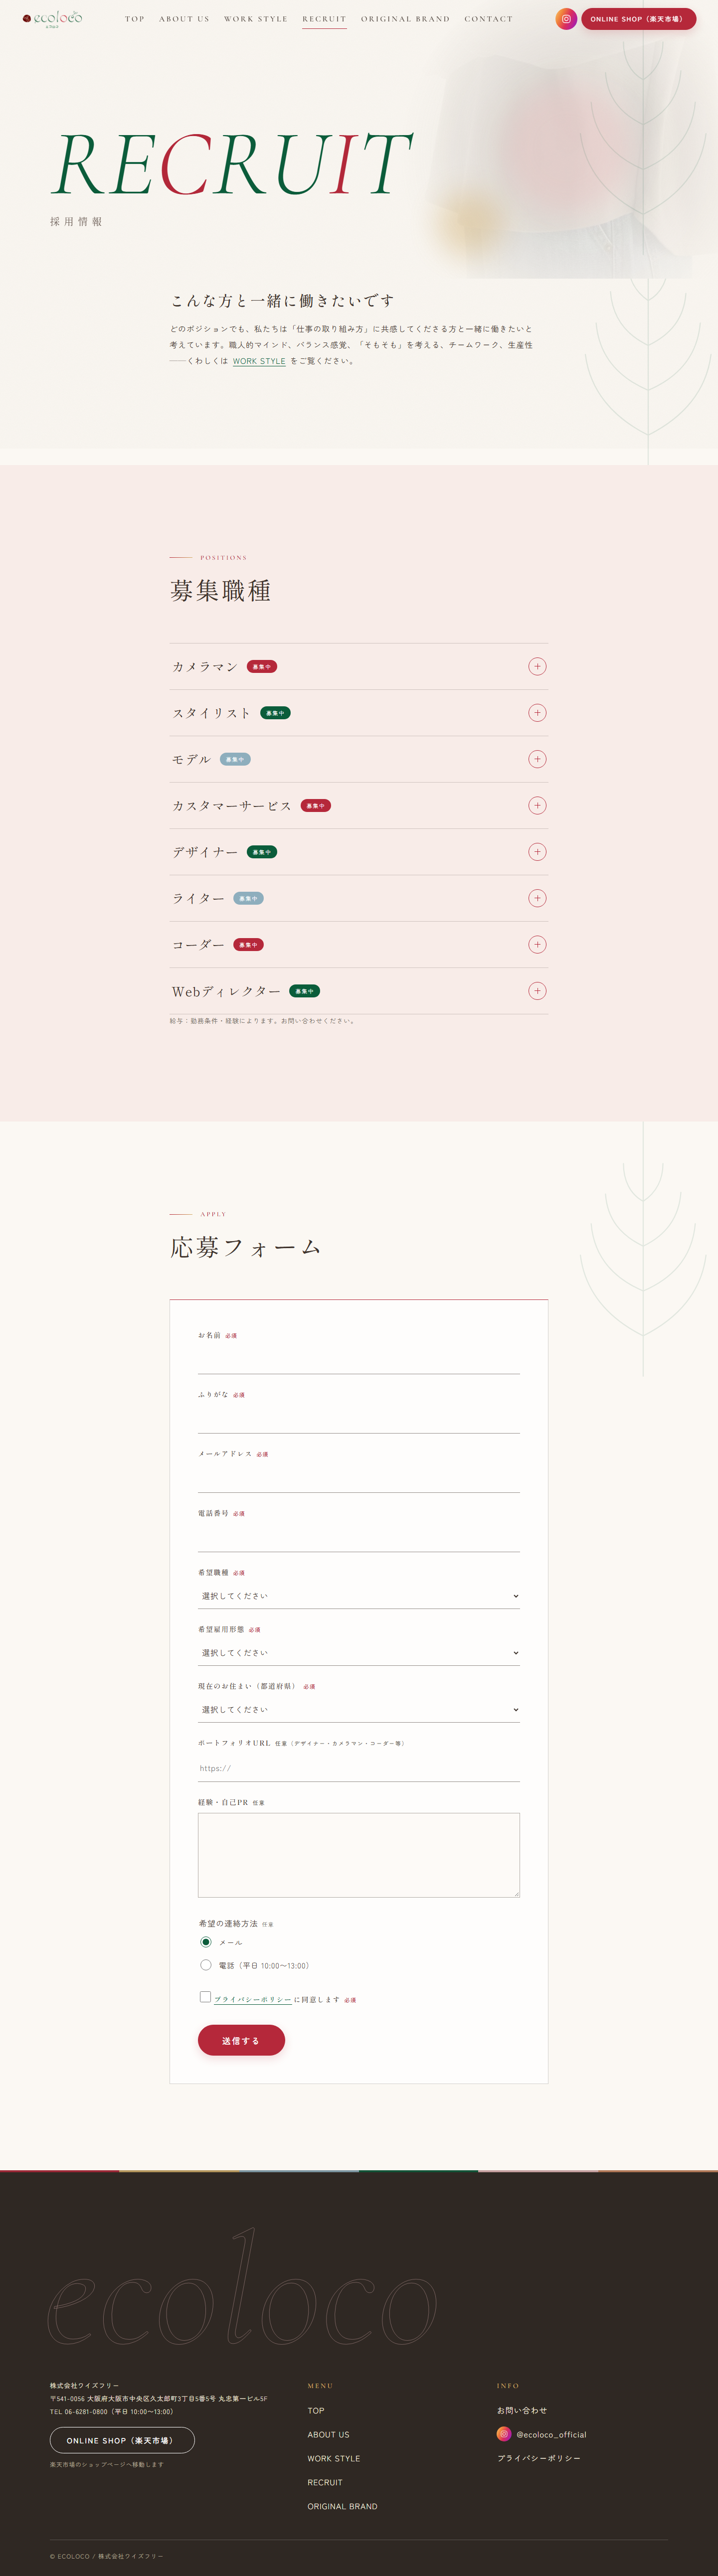 ecoloco
TOP
ABOUT US
WORK STYLE
RECRUIT
ORIGINAL BRAND
CONTACT
ONLINE SHOP（楽天市場）
RECRUIT
採用情報
こんな方と一緒に働きたいです
どのポジションでも、私たちは「仕事の取り組み方」に共感してくださる方と一緒に働きたいと
考えています。職人的マインド、バランス感覚、「そもそも」を考える、チームワーク、生産性
──くわしくは WORK STYLE をご覧ください。
POSITIONS
募集職種
カメラマン 募集中
スタイリスト 募集中
モデル 募集中
カスタマーサービス 募集中
デザイナー 募集中
ライター 募集中
コーダー 募集中
Webディレクター 募集中
給与：勤務条件・経験によります。お問い合わせください。
APPLY
応募フォーム
お名前 必須
ふりがな 必須
メールアドレス 必須
電話番号 必須
希望職種 必須
選択してください
希望雇用形態 必須
選択してください
現在のお住まい（都道府県） 必須
選択してください
ポートフォリオURL 任意（デザイナー・カメラマン・コーダー等）
https://
経験・自己PR 任意
希望の連絡方法 任意
メール
電話（平日 10:00〜13:00）
プライバシーポリシーに同意します 必須
送信する
ecoloco
株式会社ワイズフリー
〒541-0056 大阪府大阪市中央区久太郎町3丁目5番5号 丸忠第一ビル5F
TEL 06-6281-0800（平日 10:00〜13:00）
ONLINE SHOP（楽天市場）
楽天市場のショップページへ移動します
MENU
TOP
ABOUT US
WORK STYLE
RECRUIT
ORIGINAL BRAND
INFO
お問い合わせ
@ecoloco_official
プライバシーポリシー
© ECOLOCO / 株式会社ワイズフリー